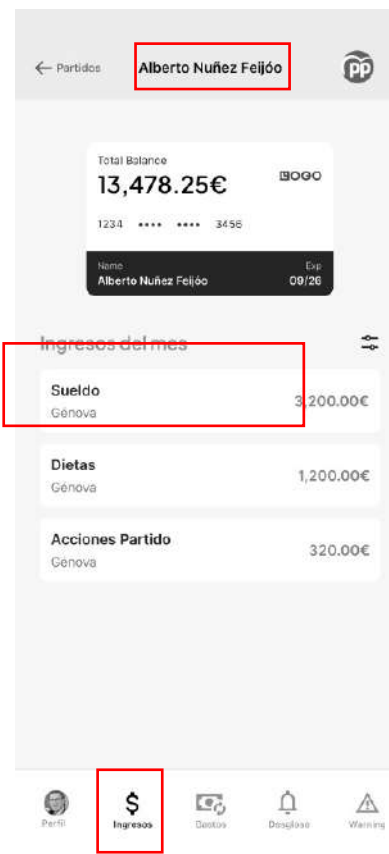 Partidos
Alberto Nunez Feijóo
PP
Total Balance
13,478.25€
LOGO
1234 •••• •••• 3456
Name
Exp
Alberto Nuñez Feijóo
09/26
Ingresos del mes
Sueldo
Génova
3,200.00€
Dietas
Génova
1,200.00€
Acciones Partido
Génova
320.00€
Perfil
Ingresos
Gastos
Desglose
Warning